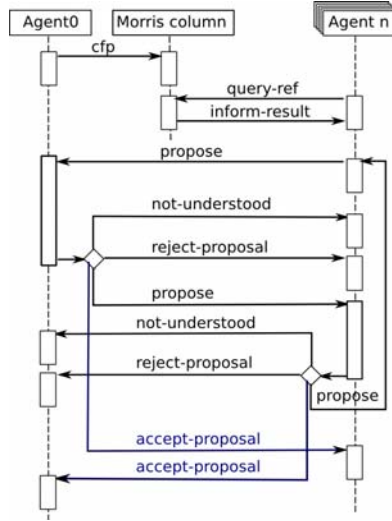 Agent0
Morris column
Agent n
cfp
query-ref
inform-result
propose
not-understood
reject-proposal
propose
not-understood
reject-proposal
propose
accept-proposal
accept-proposal